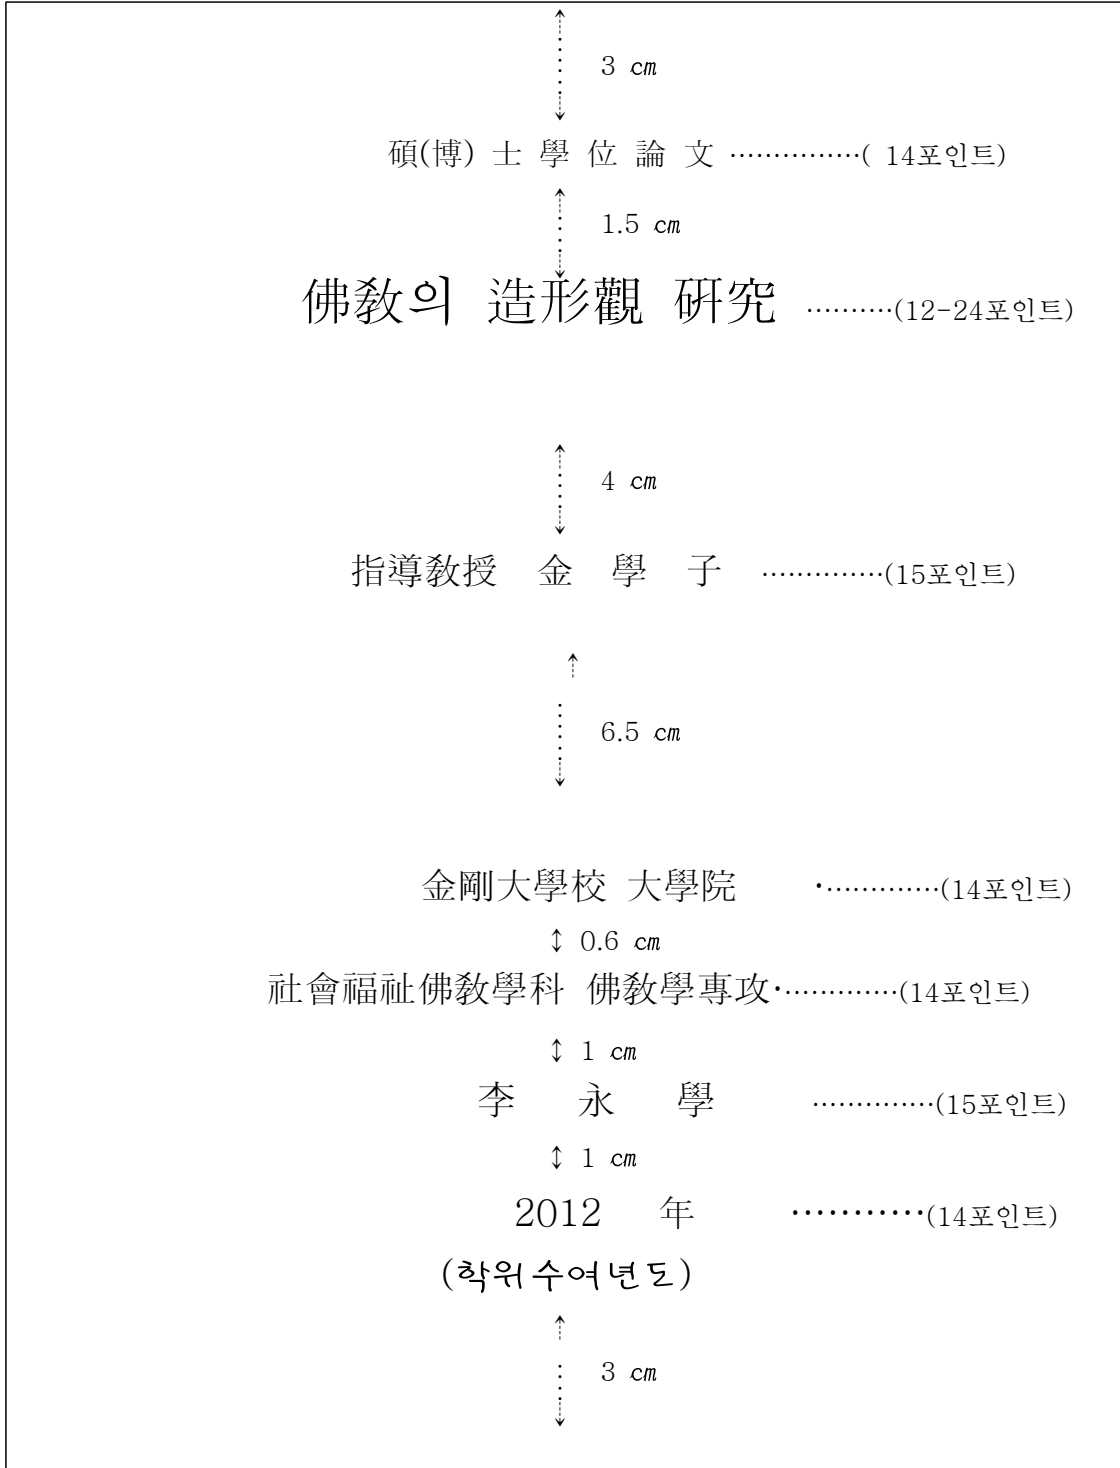 3 ㎝
碩(博) 士 學 位 論 文 ···············( 14포인트)
1.5 ㎝
佛敎의 造形觀 硏究 ··········(12-24포인트)
4 ㎝
指導敎授 金 學 子 ··············(15포인트)
6.5 ㎝
金剛大學校 大學院 ·············(14포인트)
0.6 ㎝
社會福祉佛敎學科 佛敎學專攻··············(14포인트)
1 ㎝
李 永 學 ··············(15포인트)
1 ㎝
2012 年 ···········(14포인트)
(학위수여년도)
3 ㎝